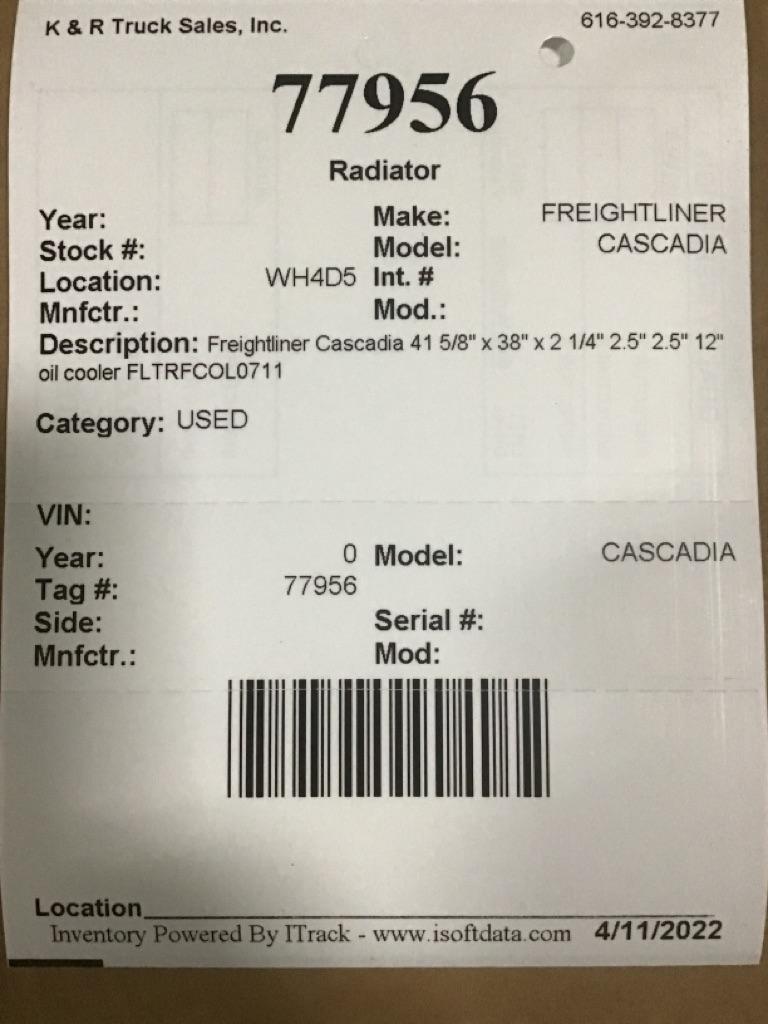 K & R Truck Sales, Inc. 616-392-8377
77956
Radiator
Year: Make: FREIGHTLINER
Stock #: Model: CASCADIA
Location: WH4D5 Int. #
Mnfctr.: Mod.:
Description: Freightliner Cascadia 41 5/8" x 38" x 2 1/4" 2.5" 2.5" 12"
oil cooler FLTRFCOL0711
Category: USED
VIN:
Year: 0 Model: CASCADIA
Tag #: 77956
Side: Serial #:
Mnfctr.: Mod:
Location
Inventory Powered By ITrack - www.isoftdata.com 4/11/2022